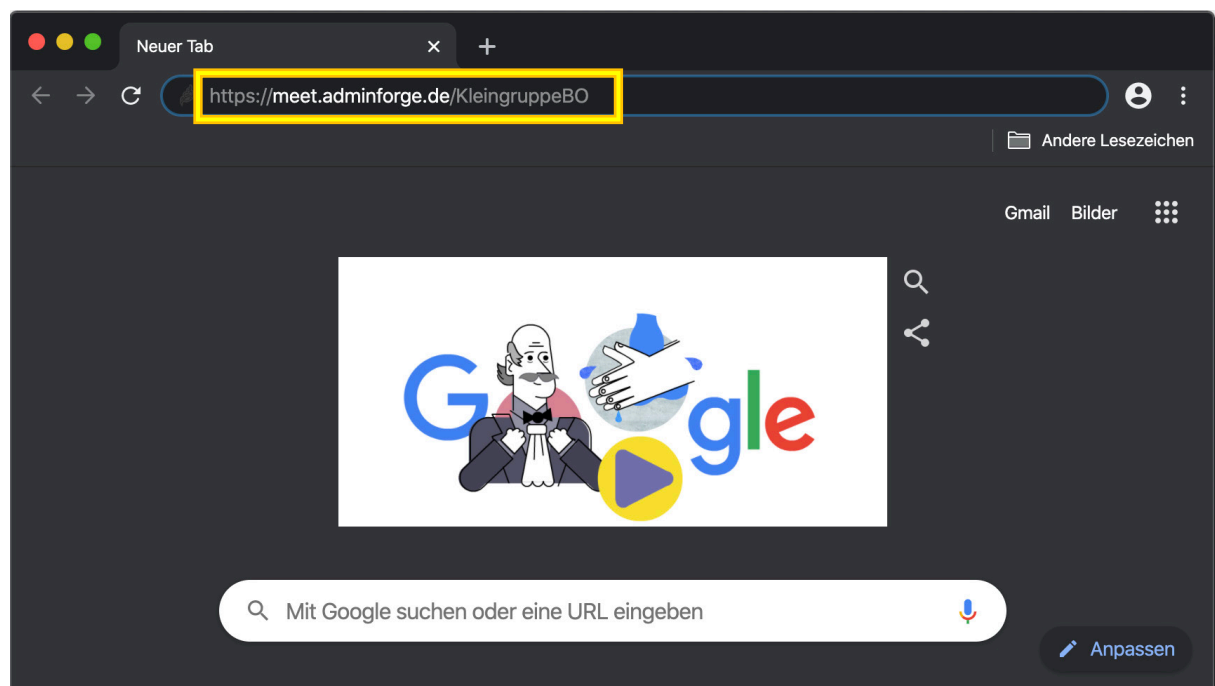 Neuer Tab
https://meet.adminforge.de/KleingruppeBO
Andere Lesezeichen
Gmail Bilder
Google
Mit Google suchen oder eine URL eingeben
Anpassen